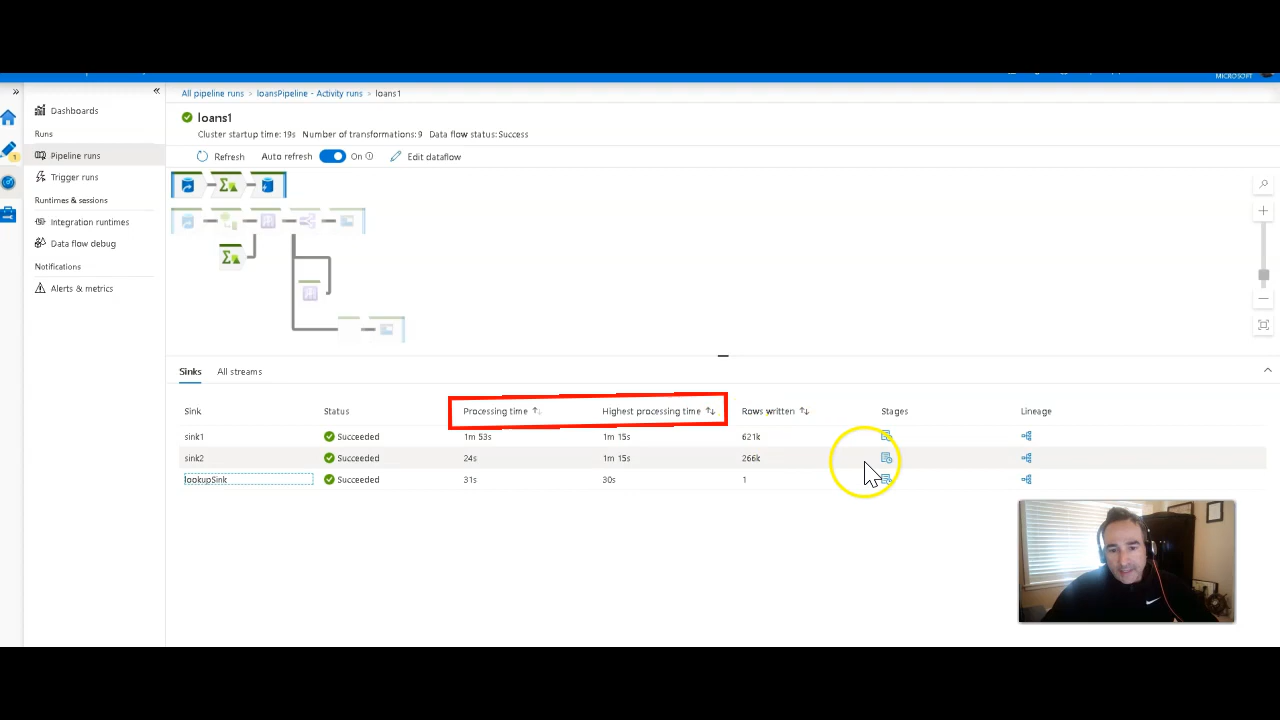 MICROSOFT
All pipeline runs > loansPipeline - Activity runs > loans1
loans1
Cluster startup time: 19s Number of transformations: 9 Data flow status: Success
Refresh Auto refresh On Edit dataflow
Dashboards
Runs
Pipeline runs
Trigger runs
Runtimes & sessions
Integration runtimes
Data flow debug
Notifications
Alerts & metrics
1
Sinks All streams
Sink Status Processing time Highest processing time Rows written Stages Lineage
sink1 Succeeded 1m 53s 1m 15s 621k
sink2 Succeeded 24s 1m 15s 266k
lookupSink Succeeded 31s 30s 1